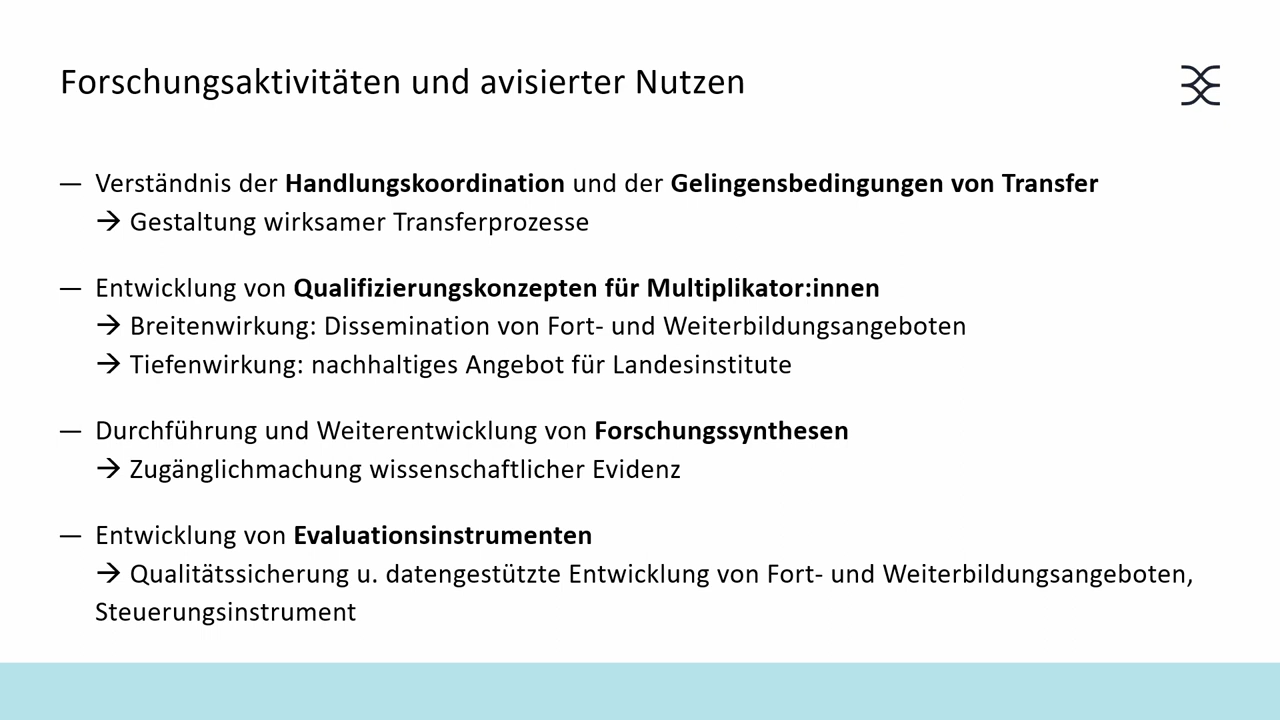 Forschungsaktivitäten und avisierter Nutzen
— Verständnis der Handlungskoordination und der Gelingensbedingungen von Transfer
→ Gestaltung wirksamer Transferprozesse
— Entwicklung von Qualifizierungskonzepten für Multiplikator:innen
→ Breitenwirkung: Dissemination von Fort- und Weiterbildungsangeboten
→ Tiefenwirkung: nachhaltiges Angebot für Landesinstitute
— Durchführung und Weiterentwicklung von Forschungssynthesen
→ Zugänglichmachung wissenschaftlicher Evidenz
— Entwicklung von Evaluationsinstrumenten
→ Qualitätssicherung u. datengestützte Entwicklung von Fort- und Weiterbildungsangeboten,
Steuerungsinstrument